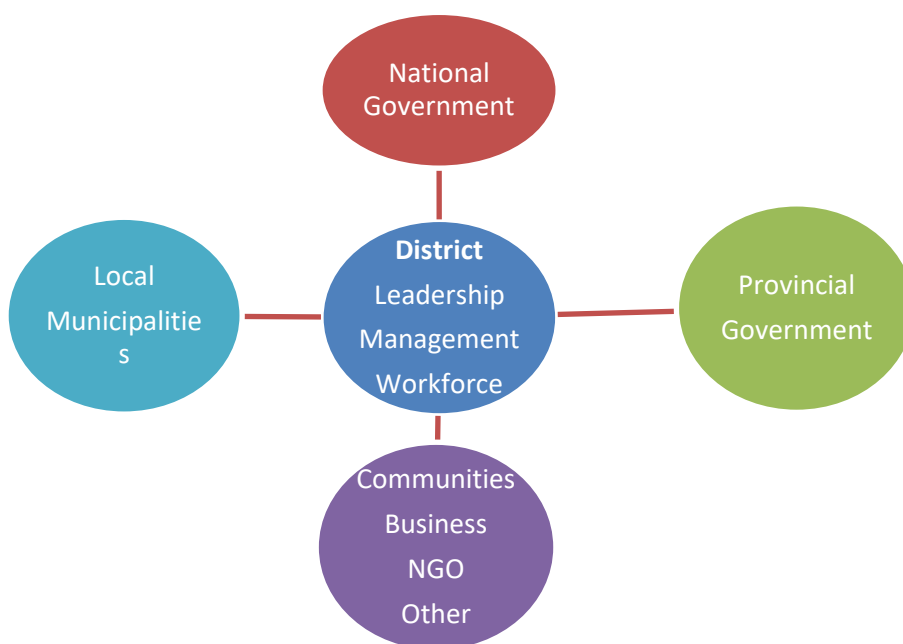 National
Government
District
Leadership
Management
Workforce
Local
Municipalitie
s
Provincial
Government
Communities
Business
NGO
Other